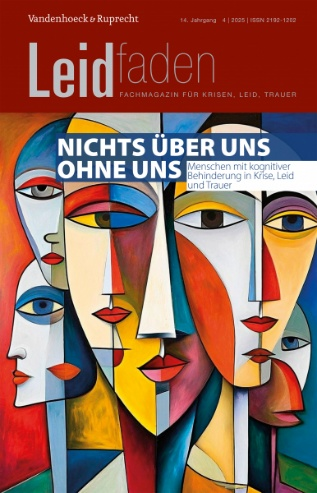 Vandenhoeck & Ruprecht
14. Jahrgang 4 | 2025 | ISSN 2192-1202
Leidfaden
FACHMAGAZIN FÜR KRISEN, LEID, TRAUER
NICHTS ÜBER UNS
OHNE UNS
Menschen mit kognitiver
Behinderung in Krise, Leid
und Trauer